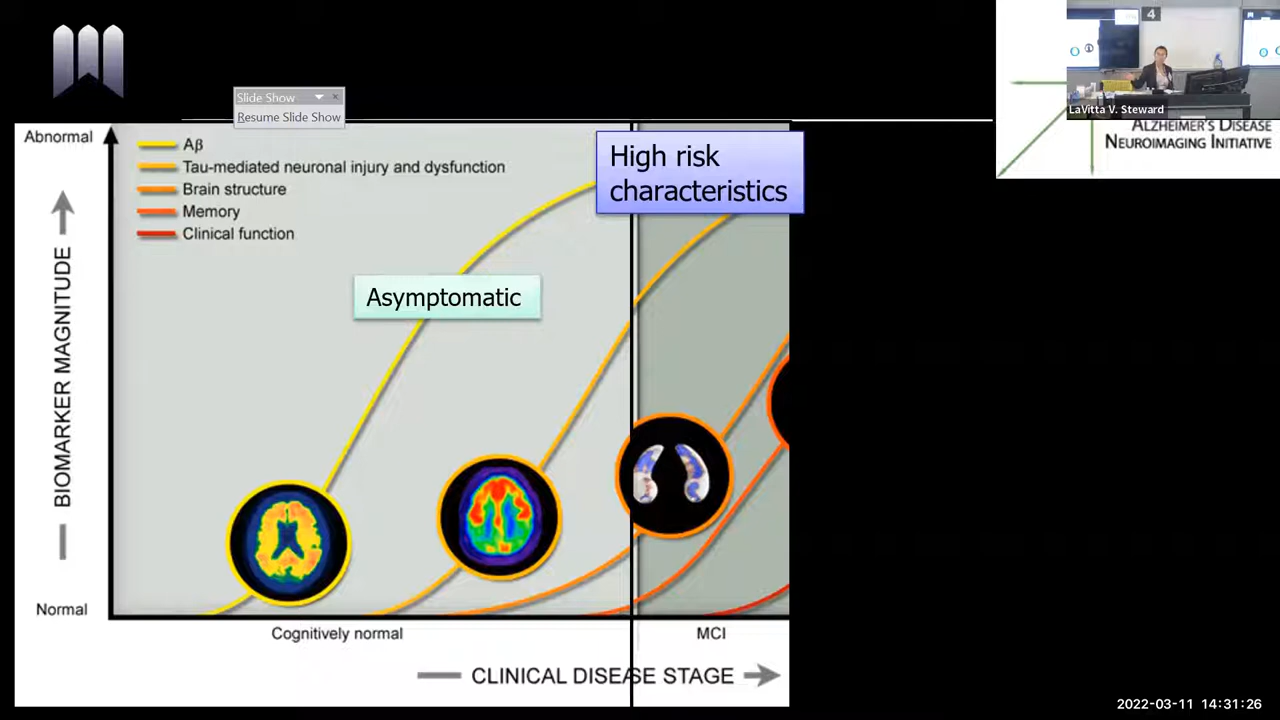 4
LaVitta V. Steward
ALZHEIMER'S DISEASE
NEUROIMAGING INITIATIVE
Slide Show
Resume Slide Show
Abnormal
Aβ
Tau-mediated neuronal injury and dysfunction
Brain structure
Memory
Clinical function
High risk
characteristics
Asymptomatic
BIOMARKER MAGNITUDE
Normal
Cognitively normal
MCI
CLINICAL DISEASE STAGE
2022-03-11 14:31:26